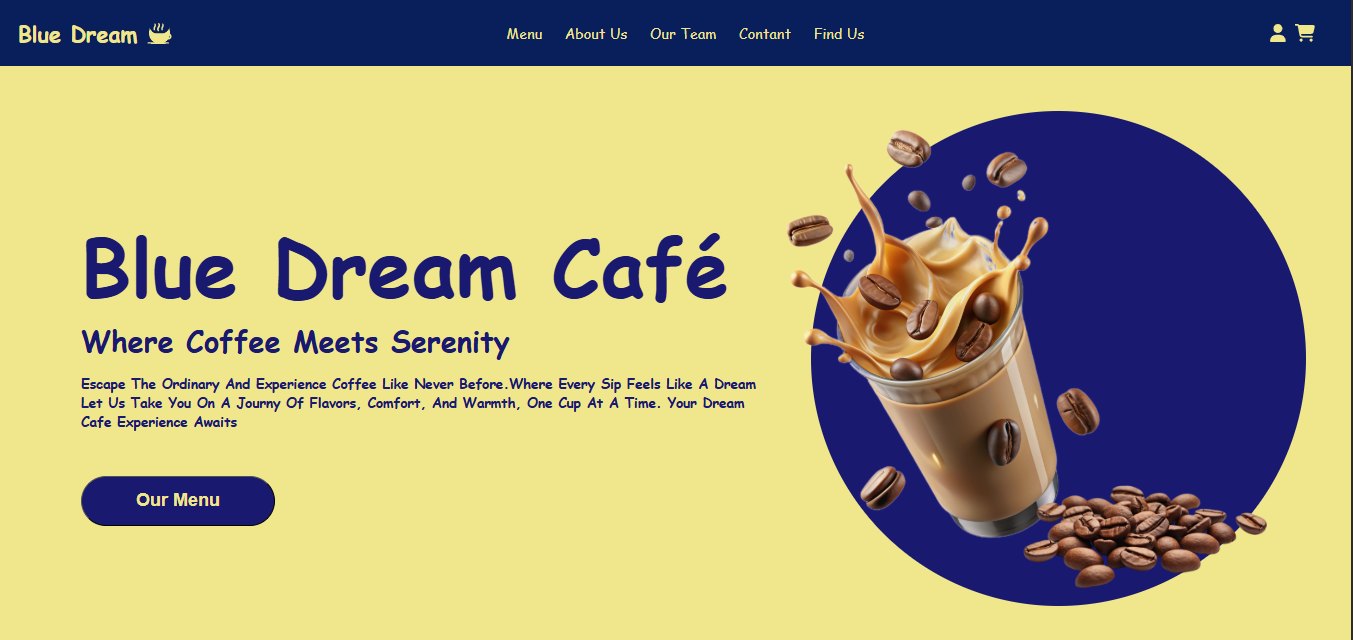 Blue Dream
Menu About Us Our Team Contant Find Us
Blue Dream Café
Where Coffee Meets Serenity
Escape The Ordinary And Experience Coffee Like Never Before.Where Every Sip Feels Like A Dream
Let Us Take You On A Journy Of Flavors, Comfort, And Warmth, One Cup At A Time. Your Dream
Cafe Experience Awaits
Our Menu